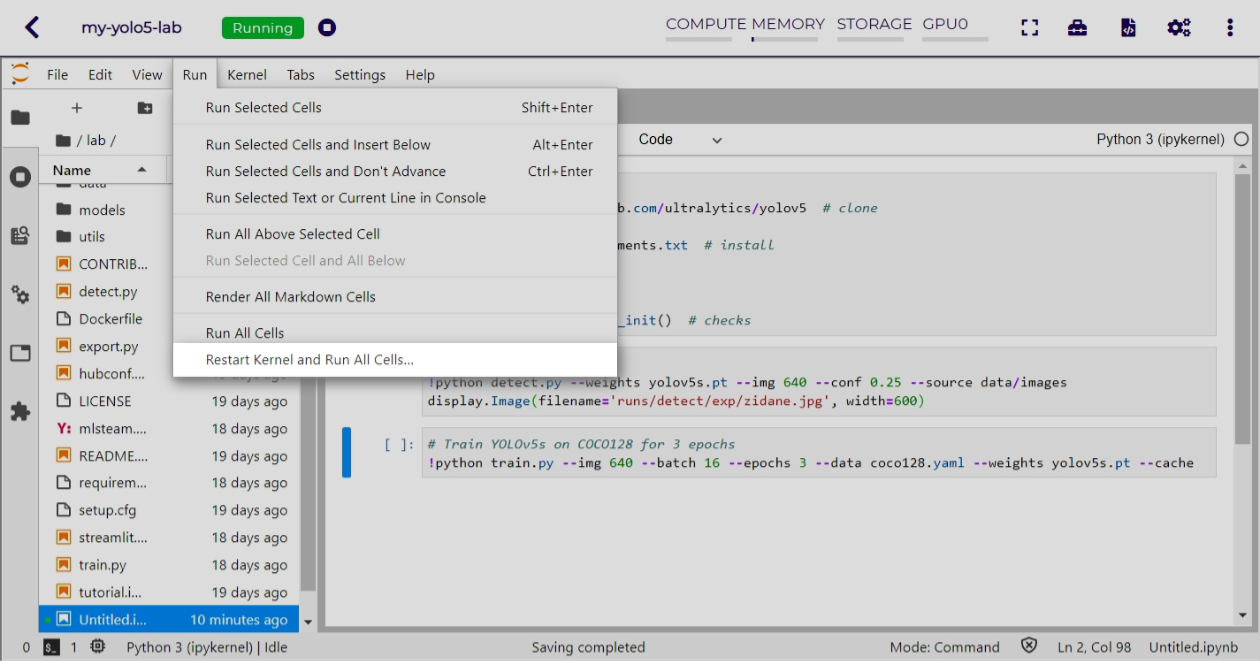 my-yolo5-lab
Running
COMPUTE MEMORY STORAGE GPU0
File Edit View Run Kernel Tabs Settings Help
Run Selected Cells Shift+Enter
Run Selected Cells and Insert Below Alt+Enter
Run Selected Cells and Don't Advance Ctrl+Enter
Run Selected Text or Current Line in Console
Run All Above Selected Cell
Run Selected Cell and All Below
Render All Markdown Cells
Run All Cells
Restart Kernel and Run All Cells...
/ lab /
Name
data
models
utils
CONTRIB...
detect.py
Dockerfile
export.py
hubconf.... 19 days ago
LICENSE 19 days ago
Y: mlsteam.... 18 days ago
README.... 18 days ago
requirem... 18 days ago
setup.cfg 19 days ago
streamlit.... 18 days ago
train.py 18 days ago
tutorial.i... 19 days ago
Untitled.i... 10 minutes ago
Code Python 3 (ipykernel)
b.com/ultralytics/yolov5 # clone
ments.txt # install
_init() # checks
!python detect.py --weights yolov5s.pt --img 640 --conf 0.25 --source data/images
display.Image(filename='runs/detect/exp/zidane.jpg', width=600)
[ ]: # Train YOLOv5s on COCO128 for 3 epochs
!python train.py --img 640 --batch 16 --epochs 3 --data coco128.yaml --weights yolov5s.pt --cache
0 $_ 1 Python 3 (ipykernel) | Idle Saving completed Mode: Command Ln 2, Col 98 Untitled.ipynb